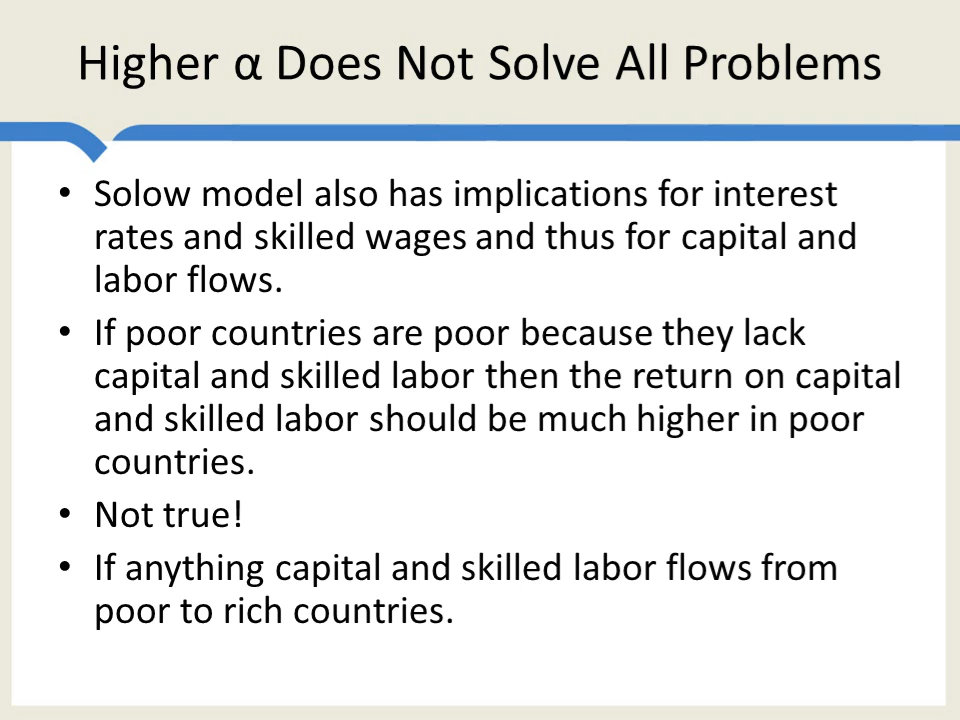 Higher α Does Not Solve All Problems
• Solow model also has implications for interest
rates and skilled wages and thus for capital and
labor flows.
• If poor countries are poor because they lack
capital and skilled labor then the return on capital
and skilled labor should be much higher in poor
countries.
• Not true!
• If anything capital and skilled labor flows from
poor to rich countries.